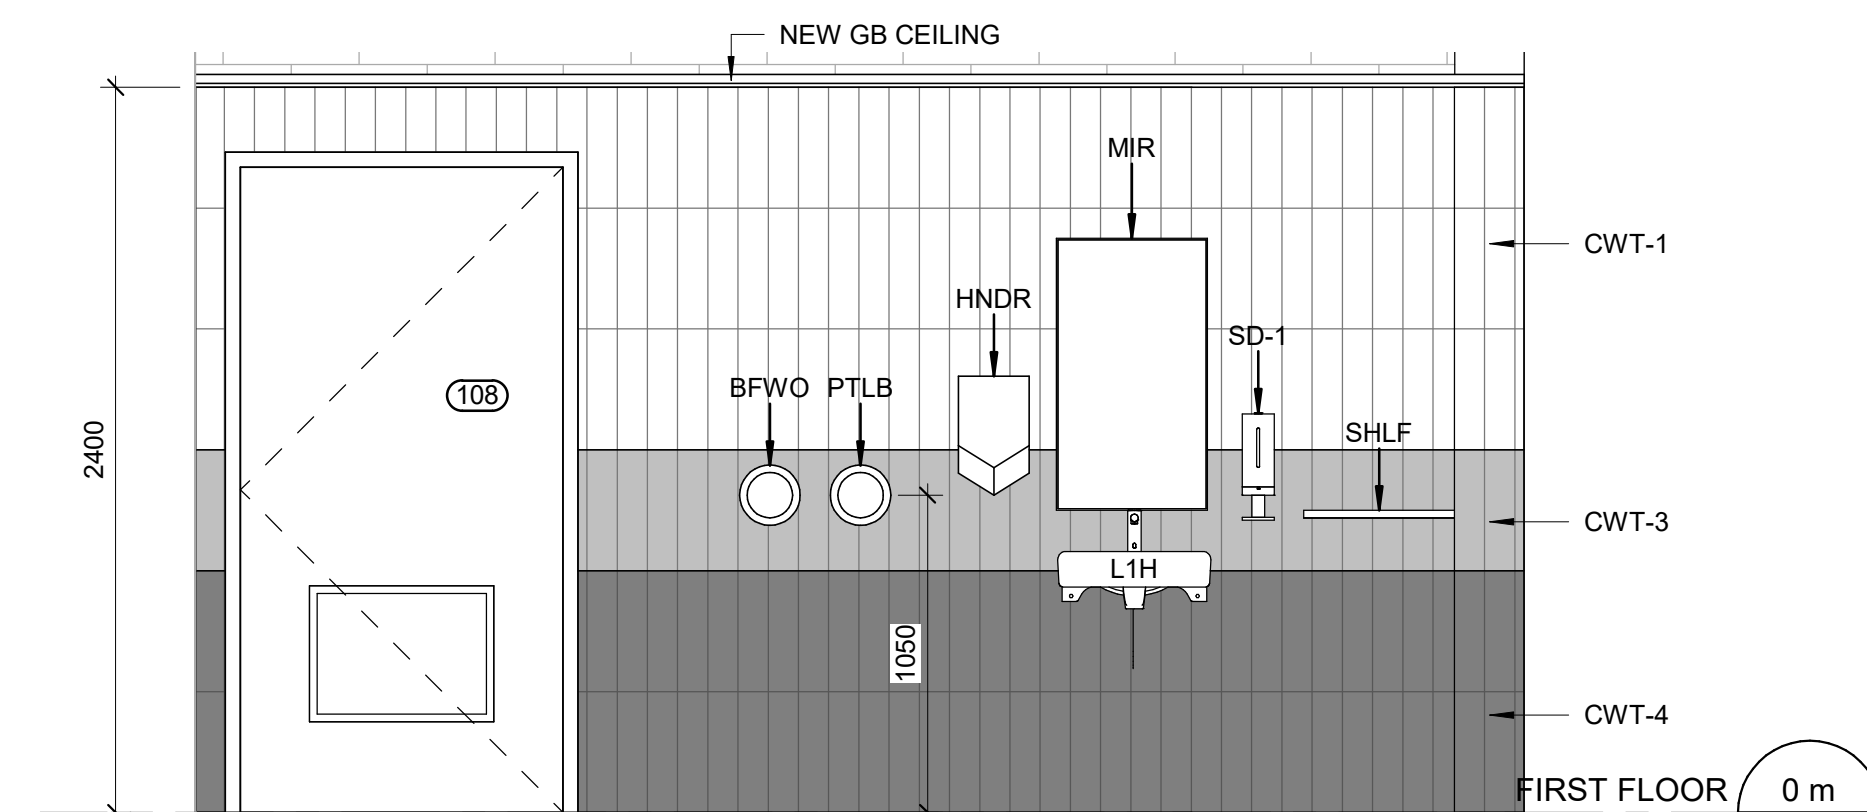 NEW GB CEILING
MIR
CWT-1
HNDR
SD-1
BFWO PTLB
108
SHLF
2400
CWT-3
L1H
1050
CWT-4
FIRST FLOOR
0 m